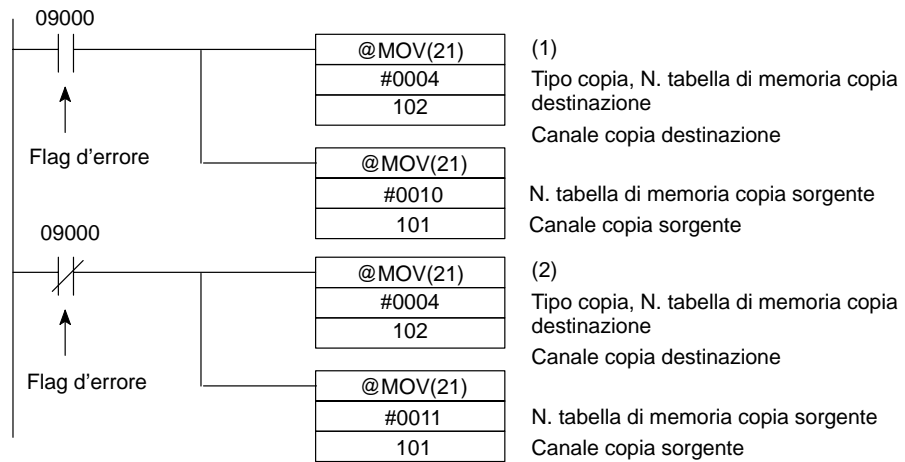 09000
@MOV(21)
(1)
#0004
Tipo copia, N. tabella di memoria copia
destinazione
102
Canale copia destinazione
Flag d'errore
@MOV(21)
#0010
N. tabella di memoria copia sorgente
101
Canale copia sorgente
09000
@MOV(21)
(2)
#0004
Tipo copia, N. tabella di memoria copia
destinazione
102
Canale copia destinazione
Flag d'errore
@MOV(21)
#0011
N. tabella di memoria copia sorgente
101
Canale copia sorgente